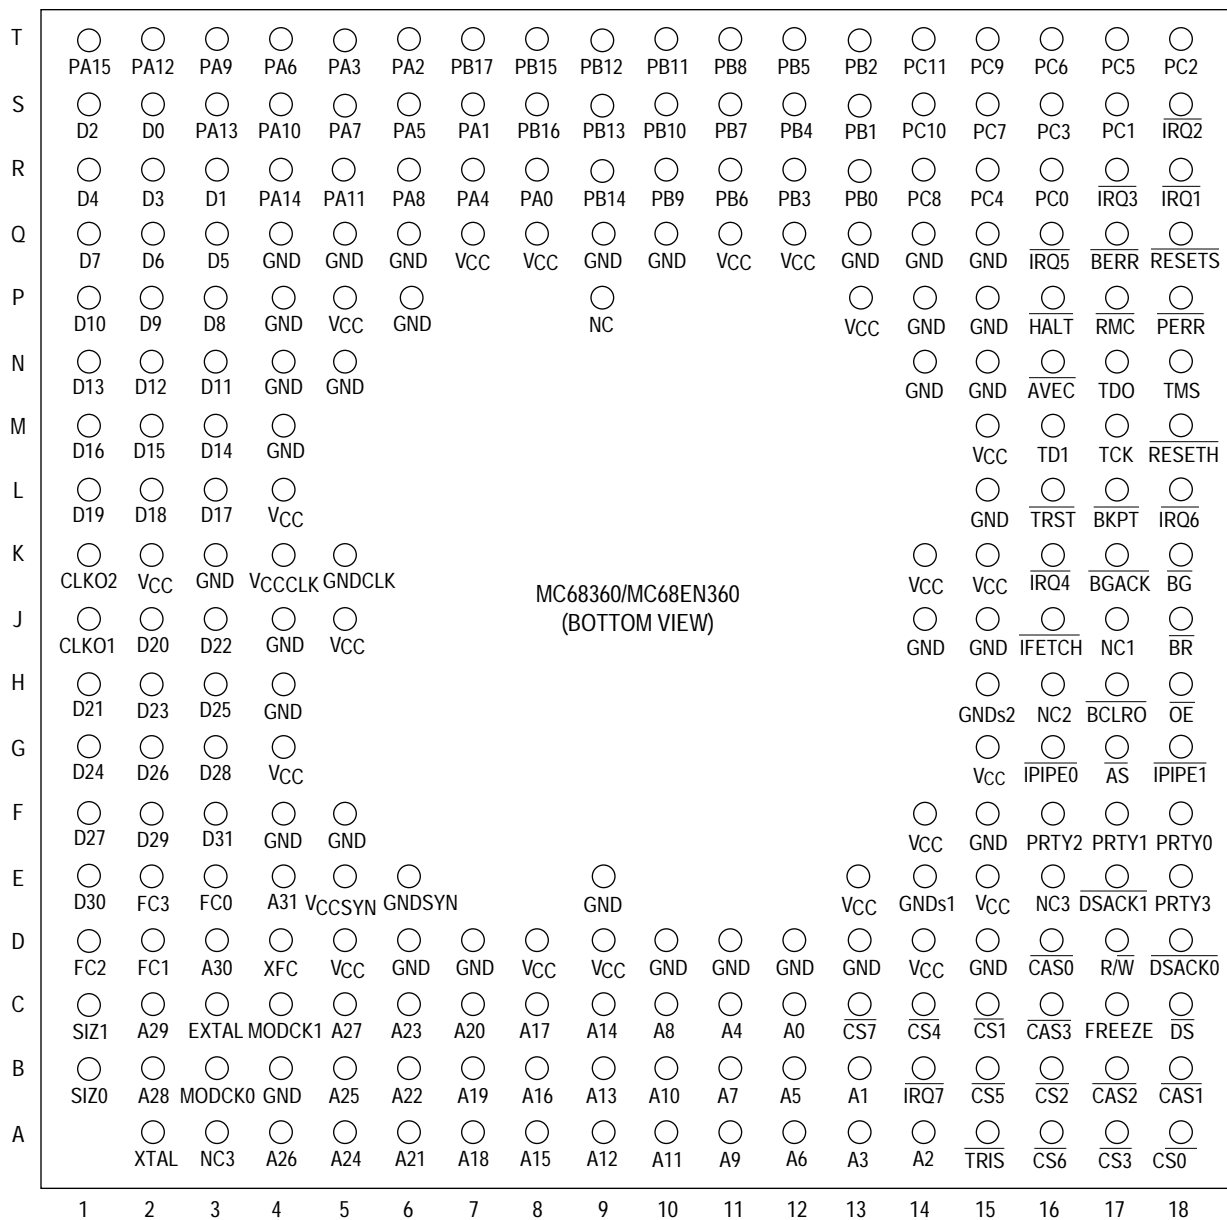 T
PA15 PA12 PA9 PA6 PA3 PA2 PB17 PB15 PB12 PB11 PB8 PB5 PB2 PC11 PC9 PC6 PC5 PC2
S
D2 D0 PA13 PA10 PA7 PA5 PA1 PB16 PB13 PB10 PB7 PB4 PB1 PC10 PC7 PC3 PC1 IRQ2
R
D4 D3 D1 PA14 PA11 PA8 PA4 PA0 PB14 PB9 PB6 PB3 PB0 PC8 PC4 PC0 IRQ3 IRQ1
Q
D7 D6 D5 GND GND GND VCC VCC GND GND VCC VCC GND GND GND IRQ5 BERR RESETS
P
D10 D9 D8 GND VCC GND NC VCC GND GND HALT RMC PERR
N
D13 D12 D11 GND GND GND GND AVEC TDO TMS
M
D16 D15 D14 GND VCC TD1 TCK RESETH
L
D19 D18 D17 VCC GND TRST BKPT IRQ6
K
CLKO2 VCC GND VCCCLK GNDCLK VCC VCC IRQ4 BGACK BG
MC68360/MC68EN360
(BOTTOM VIEW)
J
CLKO1 D20 D22 GND VCC GND GND IFETCH NC1 BR
H
D21 D23 D25 GND GNDs2 NC2 BCLRO OE
G
D24 D26 D28 VCC VCC IPIPE0 AS IPIPE1
F
D27 D29 D31 GND GND VCC GND PRTY2 PRTY1 PRTY0
E
D30 FC3 FC0 A31 VCCSYN GNDSYN GND VCC GNDs1 VCC NC3 DSACK1 PRTY3
D
FC2 FC1 A30 XFC VCC GND GND VCC VCC GND GND GND GND VCC GND CAS0 R/W DSACK0
C
SIZ1 A29 EXTAL MODCK1 A27 A23 A20 A17 A14 A8 A4 A0 CS7 CS4 CS1 CAS3 FREEZE DS
B
SIZ0 A28 MODCK0 GND A25 A22 A19 A16 A13 A10 A7 A5 A1 IRQ7 CS5 CS2 CAS2 CAS1
A
XTAL NC3 A26 A24 A21 A18 A15 A12 A11 A9 A6 A3 A2 TRIS CS6 CS3 CS0
1 2 3 4 5 6 7 8 9 10 11 12 13 14 15 16 17 18